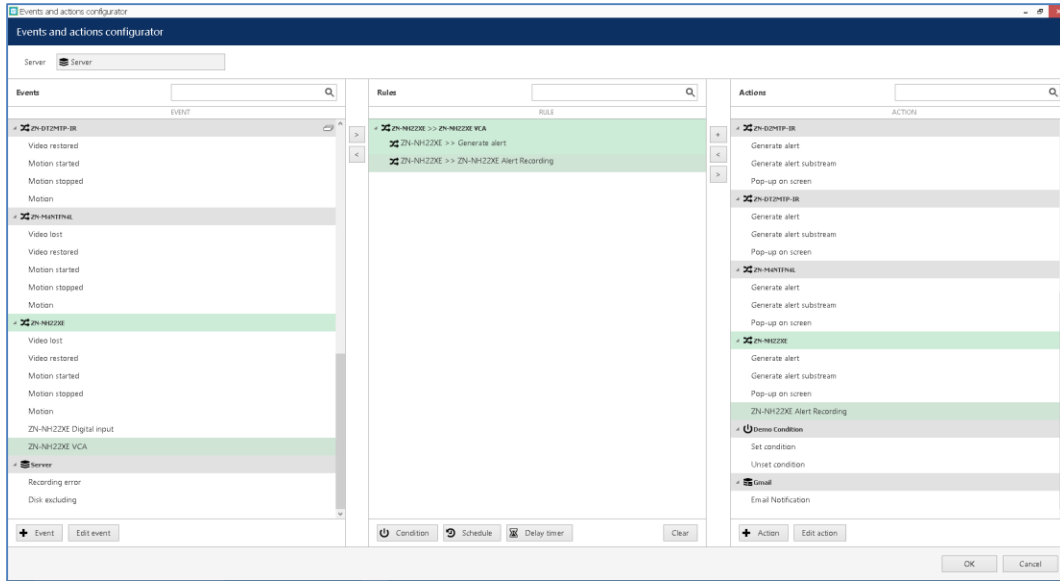 Events and actions configurator
Events and actions configurator
Server Server
Events
EVENT
ZN-DT2MTP-IR
Video restored
Motion started
Motion stopped
Motion
ZN-M4NTFN4L
Video lost
Video restored
Motion started
Motion stopped
Motion
ZN-NH22XE
Video lost
Video restored
Motion started
Motion stopped
Motion
ZN-NH22XE Digital input
ZN-NH22XE VCA
Server
Recording error
Disk excluding
+ Event Edit event
>
<
Rules
RULE
ZN-NH22XE >> ZN-NH22XE VCA
ZN-NH22XE >> Generate alert
ZN-NH22XE >> ZN-NH22XE Alert Recording
Condition Schedule Delay timer Clear
+
<
>
Actions
ACTION
ZN-D2MTP-IR
Generate alert
Generate alert substream
Pop-up on screen
ZN-DT2MTP-IR
Generate alert
Generate alert substream
Pop-up on screen
ZN-M4NTFN4L
Generate alert
Generate alert substream
Pop-up on screen
ZN-NH22XE
Generate alert
Generate alert substream
Pop-up on screen
ZN-NH22XE Alert Recording
Demo Condition
Set condition
Unset condition
Gmail
Email Notification
+ Action Edit action
OK Cancel